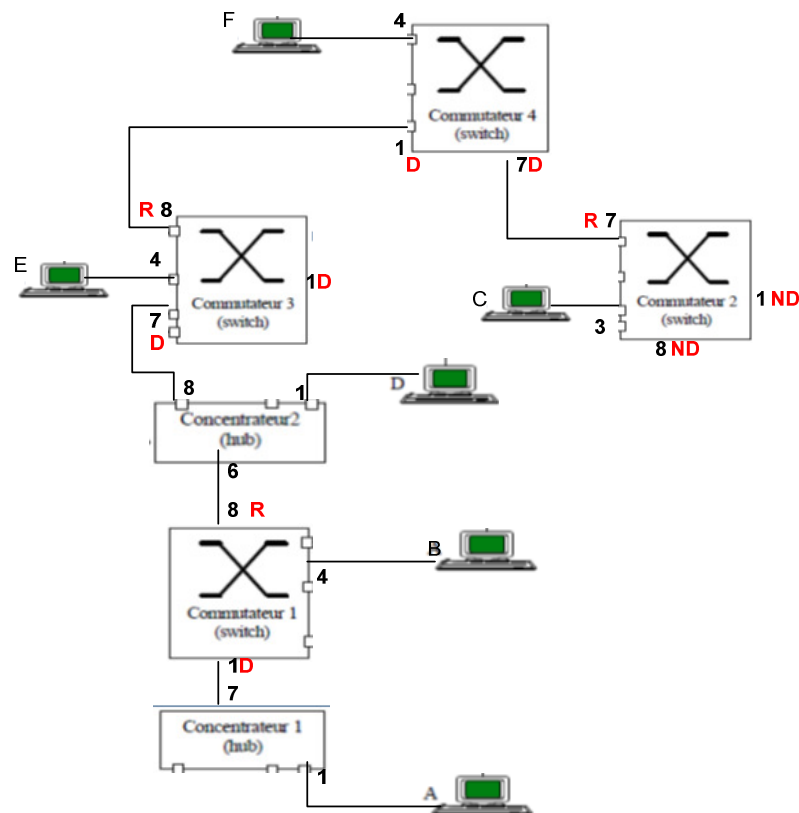 F
4
Commutateur 4
(switch)
1
D
7D
R 8
R 7
E
4
1D
Commutateur 3
(switch)
7
D
C
3
Commutateur 2
(switch)
1 ND
8 ND
8
1
D
Concentrateur2
(hub)
6
8 R
B
4
Commutateur 1
(switch)
1D
7
Concentrateur 1
(hub)
1
A